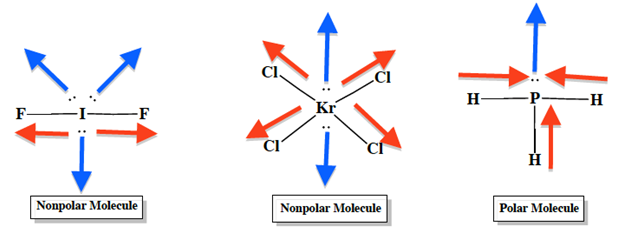 Cl
Cl
Kr
F I F
H P H
Cl
Cl
H
Nonpolar Molecule
Nonpolar Molecule
Polar Molecule